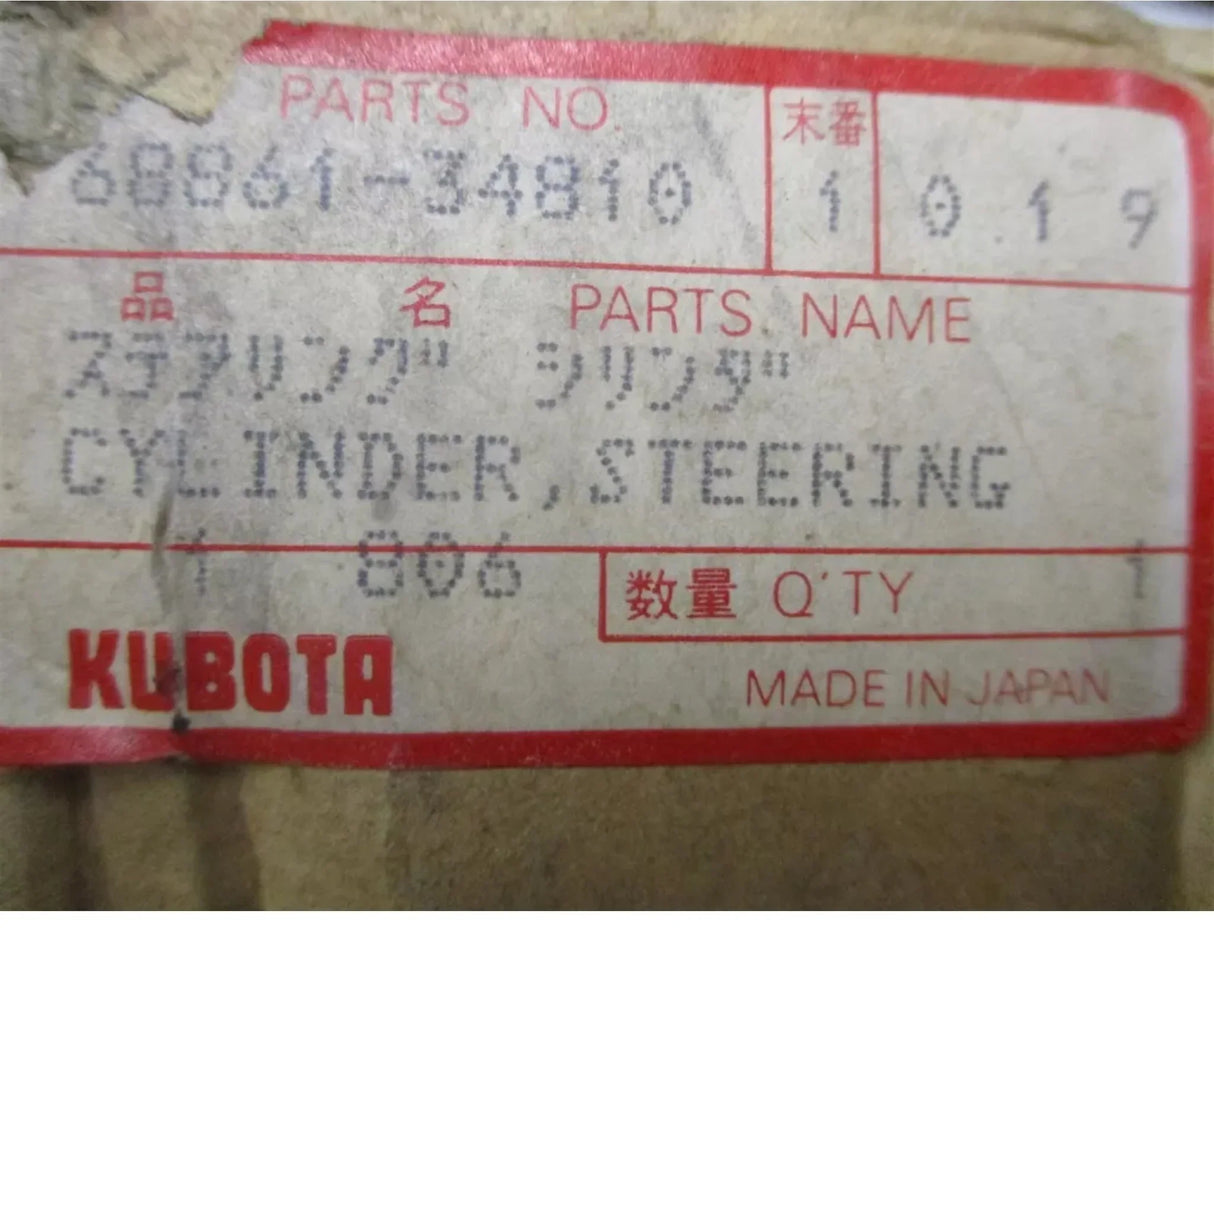 PARTS NO. 末番
68861-34810 1 0.1 9
品 名 PARTS NAME
ステアリング シリンダ
CYLINDER,STEERING
1 806 数量 Q'TY 1
KUBOTA MADE IN JAPAN